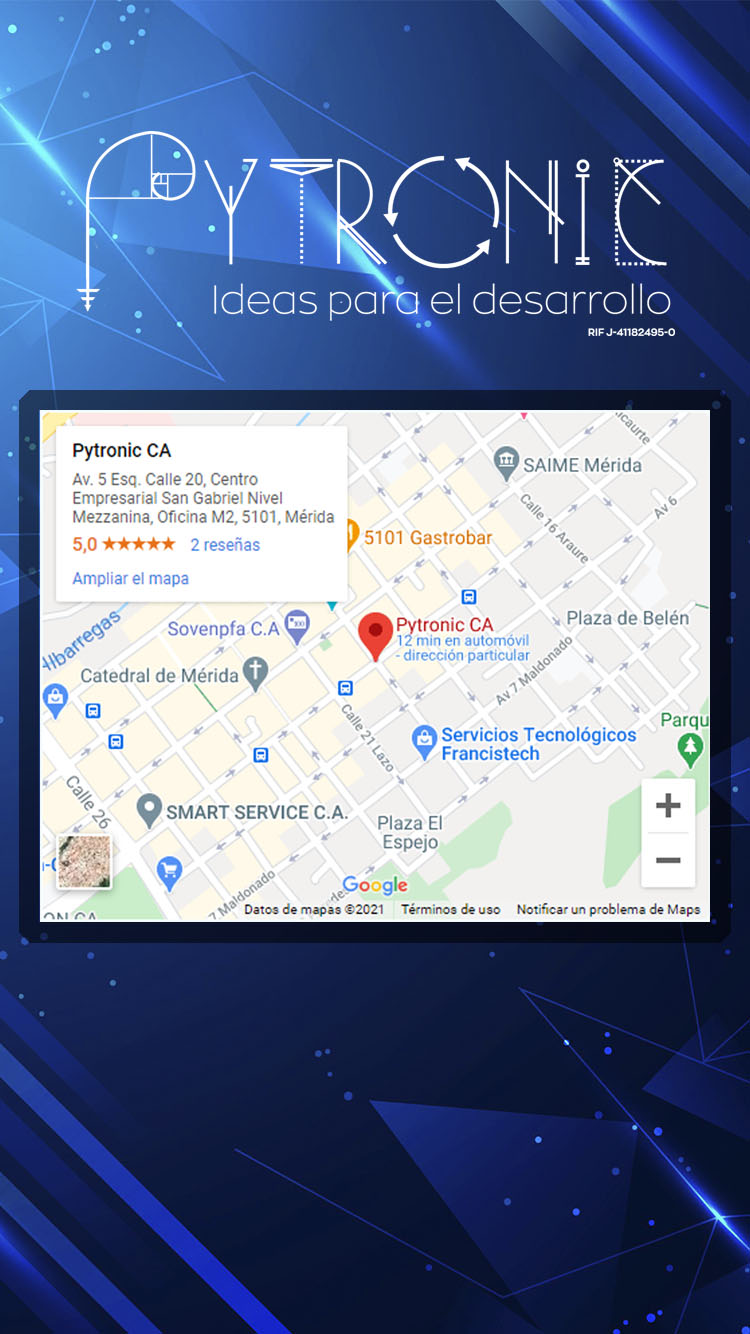 PYTRONIC
Ideas para el desarrollo
RIF J-41182495-0
Pytronic CA
Av. 5 Esq. Calle 20, Centro
Empresarial San Gabriel Nivel
Mezzanina, Oficina M2, 5101, Mérida
5,0 ★★★★★ 2 reseñas
Ampliar el mapa
SAIME Mérida
Av 6
Calle 16 Araure
5101 Gastrobar
Plaza de Belén
Sovenpfa C.A
Pytronic CA
12 min en automóvil
- dirección particular
Albarregas
Catedral de Mérida
Av 7 Maldonado
Calle 21 Lazo
Parqu
Servicios Tecnológicos
Francistech
Calle 26
SMART SERVICE C.A.
Plaza El
Espejo
7 Maldonado
Google
Datos de mapas ©2021 Términos de uso Notificar un problema de Maps